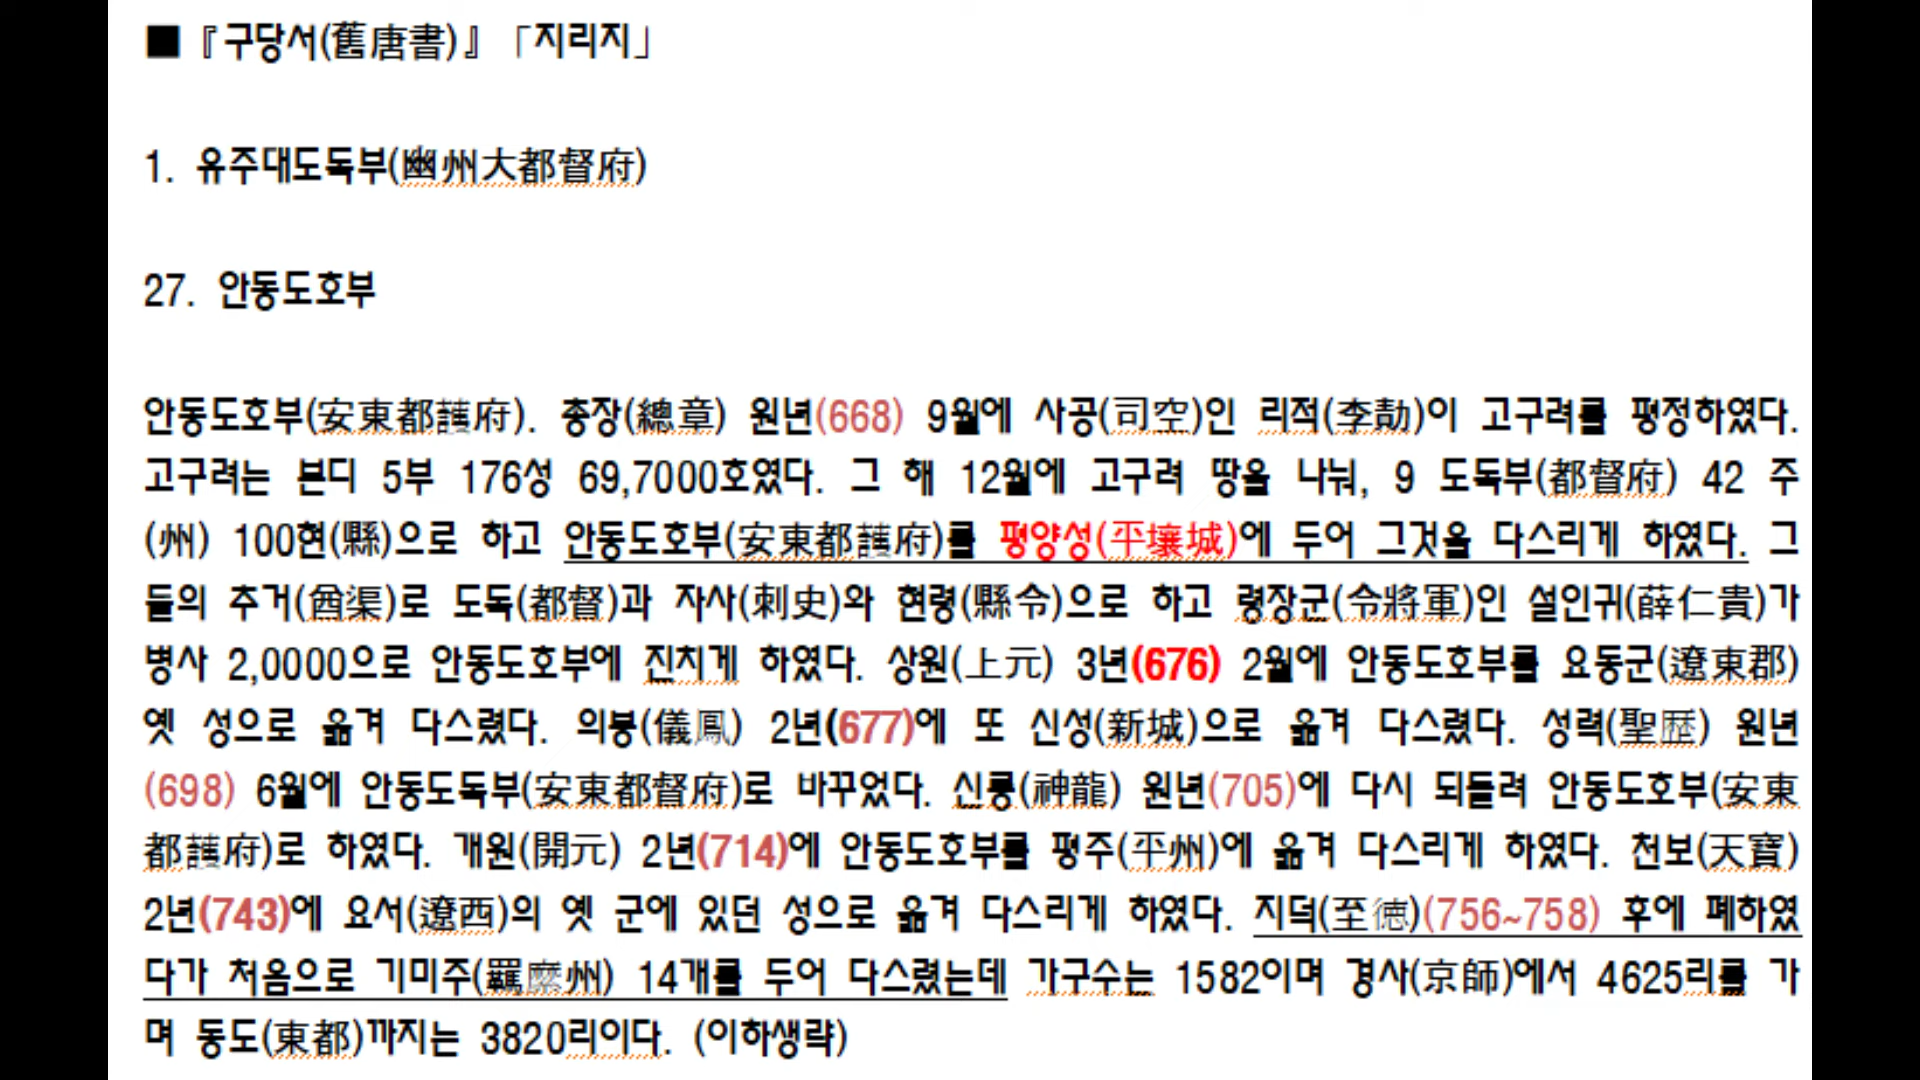 ■『구당서(舊唐書)』「지리지」
1. 유주대도독부(幽州大都督府)
27. 안동도호부
안동도호부(安東都護府). 총장(總章) 원년(668) 9월에 사공(司空)인 리적(李勣)이 고구려를 평정하였다.
고구려는 본디 5부 176성 69,7000호였다. 그 해 12월에 고구려 땅을 나눠, 9 도독부(都督府) 42 주
(州) 100현(縣)으로 하고 안동도호부(安東都護府)를 평양성(平壤城)에 두어 그것을 다스리게 하였다. 그
들의 추거(酋渠)로 도독(都督)과 자사(刺史)와 현령(縣令)으로 하고 령장군(令將軍)인 설인귀(薛仁貴)가
병사 2,0000으로 안동도호부에 진치게 하였다. 상원(上元) 3년(676) 2월에 안동도호부를 요동군(遼東郡)
옛 성으로 옮겨 다스렸다. 의봉(儀鳳) 2년(677)에 또 신성(新城)으로 옮겨 다스렸다. 성력(聖歷) 원년
(698) 6월에 안동도독부(安東都督府)로 바꾸었다. 신룡(神龍) 원년(705)에 다시 되돌려 안동도호부(安東
都護府)로 하였다. 개원(開元) 2년(714)에 안동도호부를 평주(平州)에 옮겨 다스리게 하였다. 천보(天寶)
2년(743)에 요서(遼西)의 옛 군에 있던 성으로 옮겨 다스리게 하였다. 지덕(至德)(756~758) 후에 폐하였
다가 처음으로 기미주(羈縻州) 14개를 두어 다스렸는데 가구수는 1582이며 경사(京師)에서 4625리를 가
며 동도(東都)까지는 3820리이다. (이하생략)